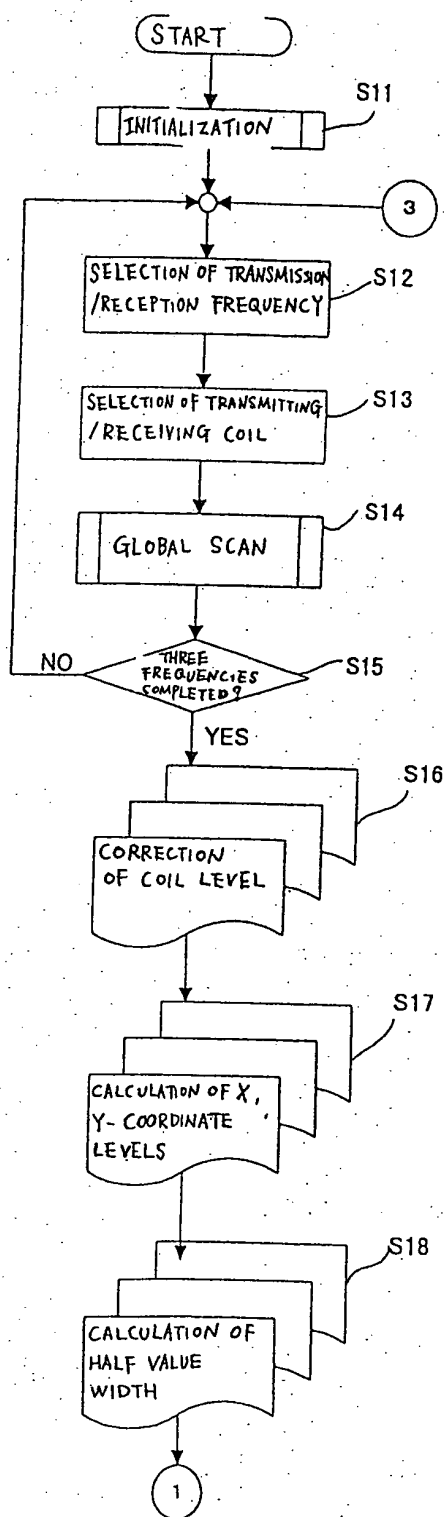 START
S11
INITIALIZATION
3
SELECTION OF TRANSMISSION
/RECEPTION FREQUENCY
S12
SELECTION OF TRANSMITTING
/RECEIVING COIL
S13
S14
GLOBAL SCAN
NO
THREE
FREQUENCIES
COMPLETED?
S15
YES
S16
CORRECTION
OF COIL LEVEL
S17
CALCULATION OF X,
Y-COORDINATE
LEVELS
S18
CALCULATION OF
HALF VALUE
WIDTH
1